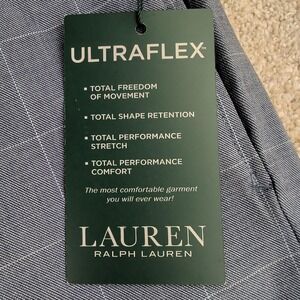 ULTRAFLEX™
▪ TOTAL FREEDOM
OF MOVEMENT
▪ TOTAL SHAPE RETENTION
▪ TOTAL PERFORMANCE
STRETCH
▪ TOTAL PERFORMANCE
COMFORT
The most comfortable garment
you will ever wear!
LAUREN
RALPH LAUREN